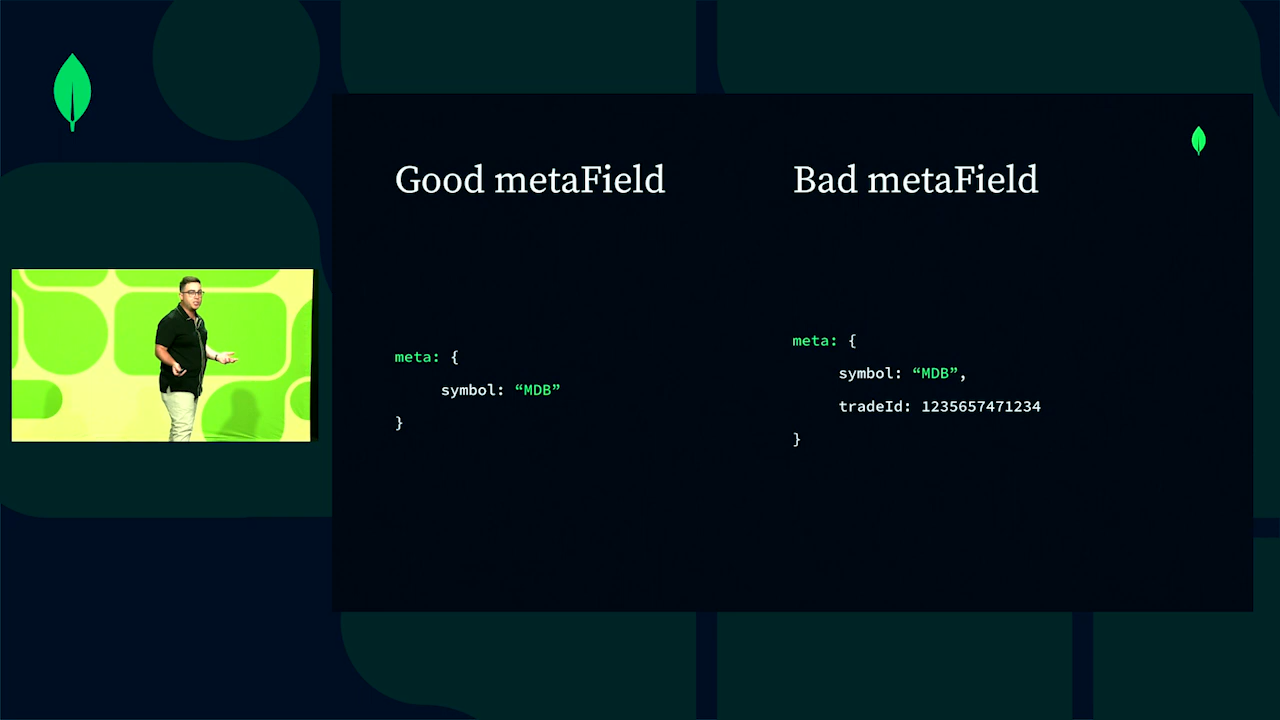 Good metaField
meta: {
symbol: “MDB”
}
Bad metaField
meta: {
symbol: “MDB”,
tradeId: 1235657471234
}